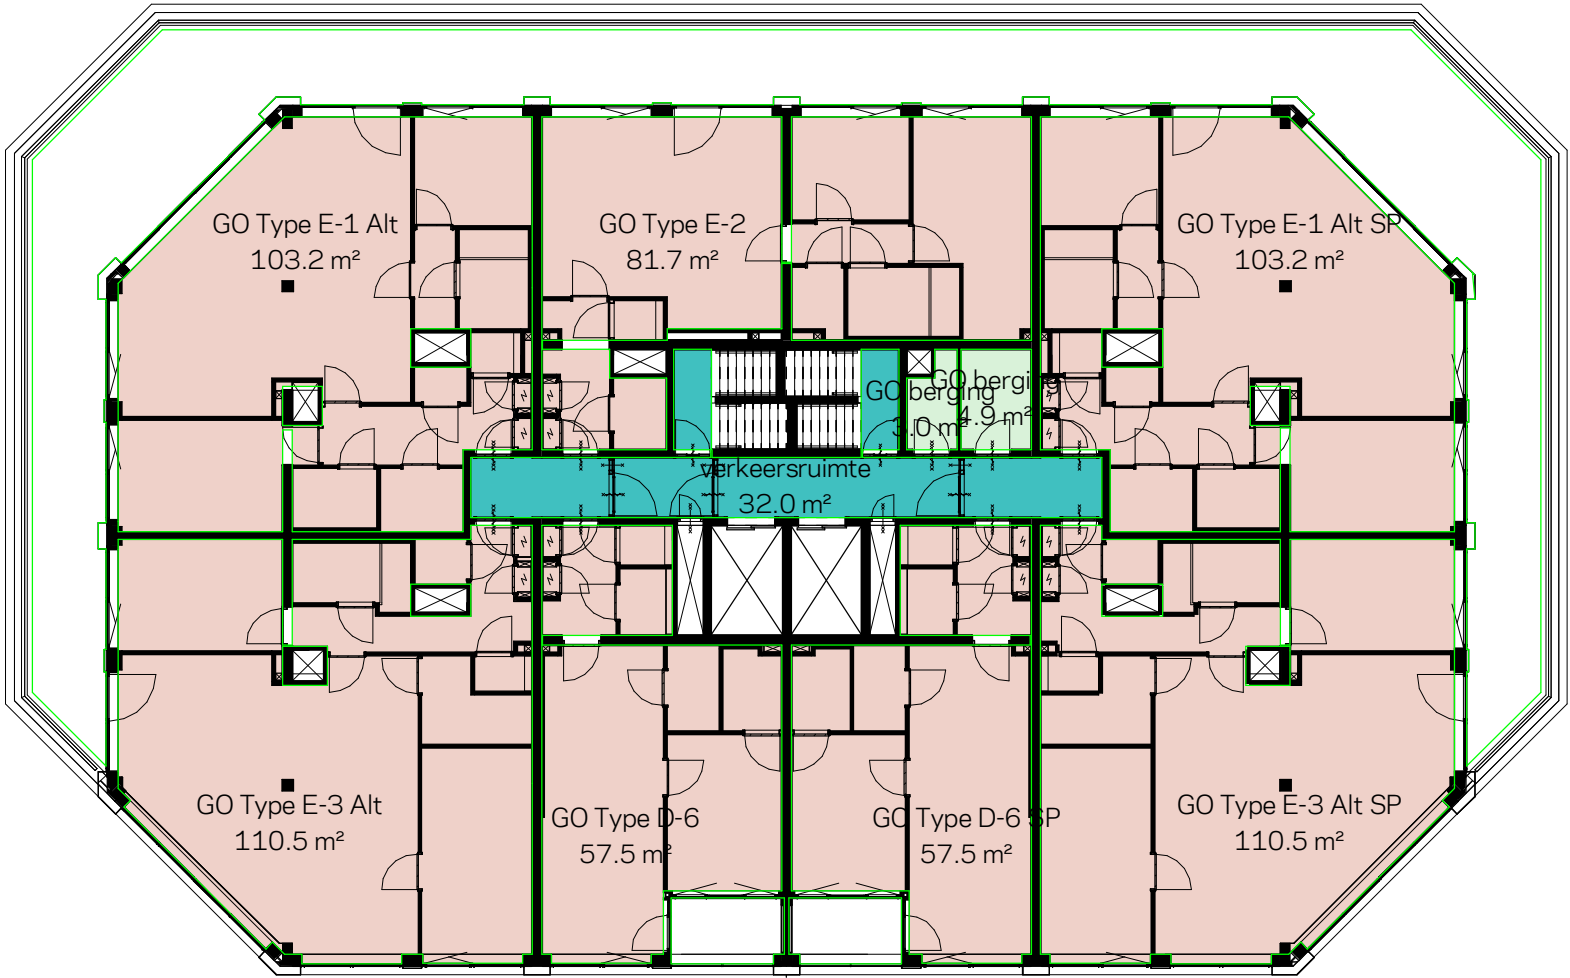 GO Type E-1 Alt
103.2 m²
GO Type E-2
81.7 m²
GO Type E-1 Alt SP
103.2 m²
GO berging
4.9 m²
GO berging
3.0 m²
verkeersruimte
32.0 m²
GO Type E-3 Alt
110.5 m²
GO Type D-6
57.5 m²
GO Type D-6 SP
57.5 m²
GO Type E-3 Alt SP
110.5 m²